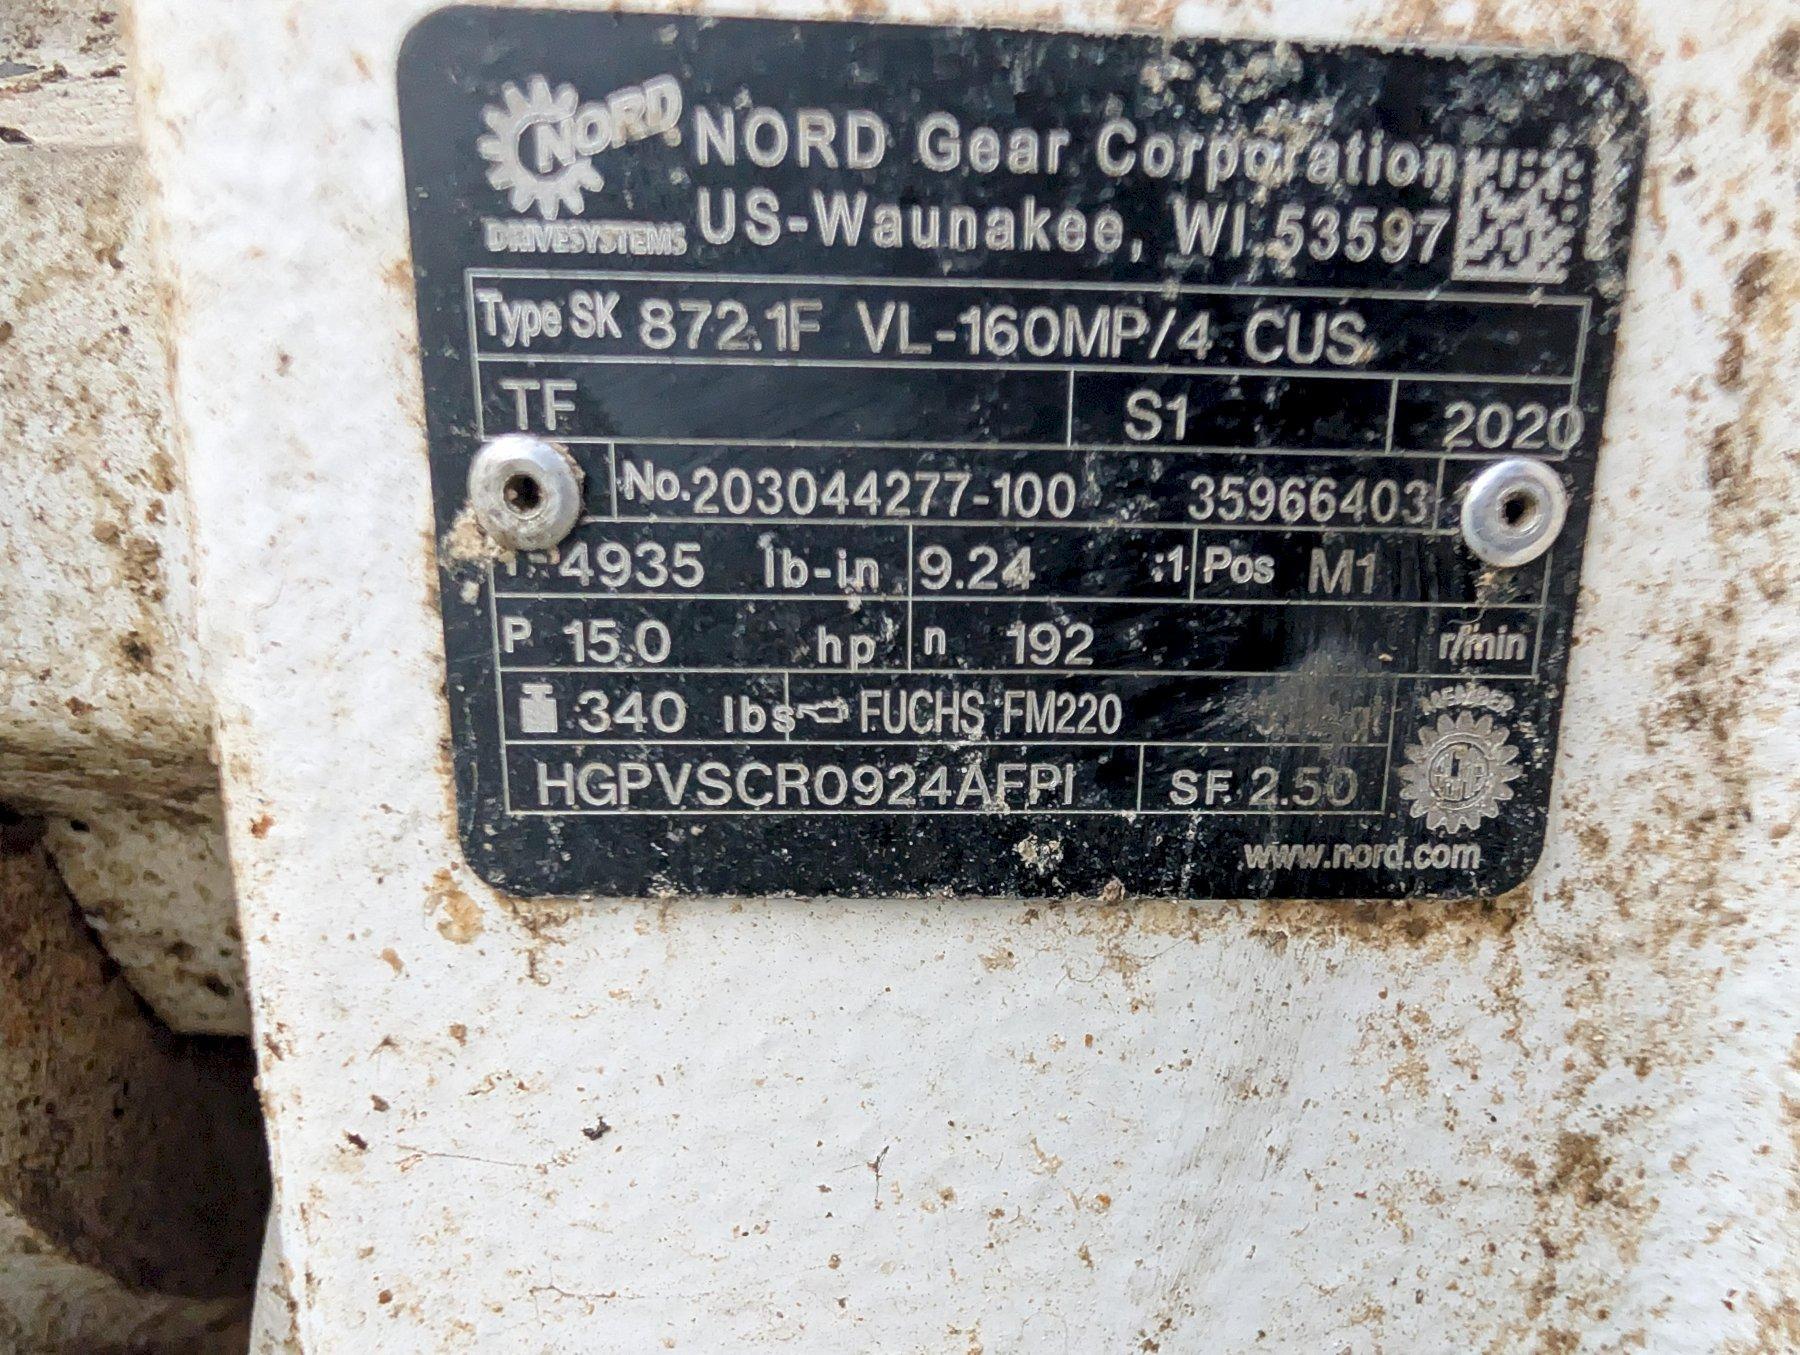 NORD
DRIVESYSTEMS
NORD Gear Corporation
US-Waunakee, WI 53597
Type SK 872.1F VL-160MP/4 CUS
TF S1 2020
No. 203044277-100 35966403
4935 lb-in 9.24 :1 Pos M1
P 15.0 hp n 192 r/min
340 lbs FUCHS FM220
HGPVSCR0924AFPI SF. 2.50
MEMBER
www.nord.com